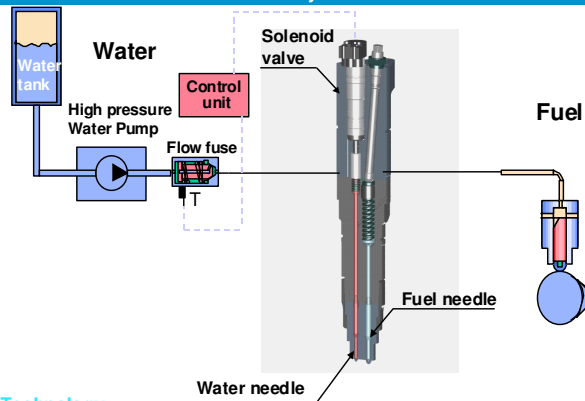 Water
Water
tank
Control
unit
High pressure
Water Pump
Flow fuse
T
Solenoid
valve
Fuel
Fuel needle
Water needle